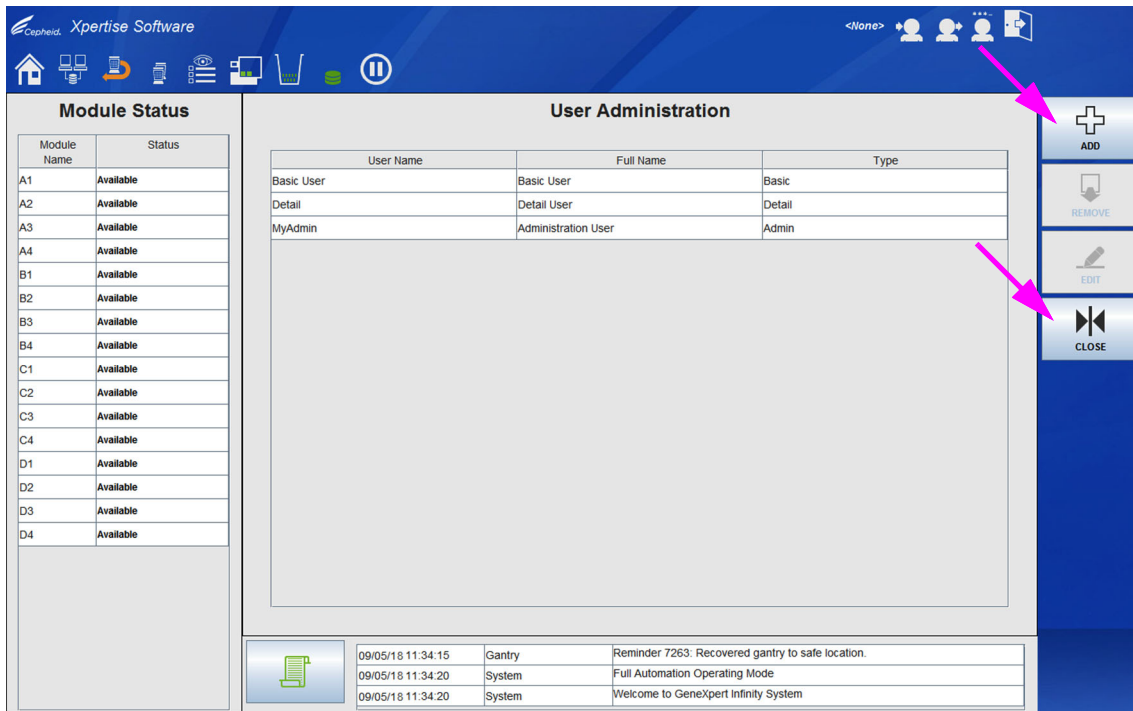 Cepheid. Xpertise Software
<None>
Module Status
Module Name Status
A1 Available
A2 Available
A3 Available
A4 Available
B1 Available
B2 Available
B3 Available
B4 Available
C1 Available
C2 Available
C3 Available
C4 Available
D1 Available
D2 Available
D3 Available
D4 Available
User Administration
User Name Full Name Type
Basic User Basic User Basic
Detail Detail User Detail
MyAdmin Administration User Admin
ADD
REMOVE
EDIT
CLOSE
09/05/18 11:34:15 Gantry Reminder 7263: Recovered gantry to safe location.
09/05/18 11:34:20 System Full Automation Operating Mode
09/05/18 11:34:20 System Welcome to GeneXpert Infinity System